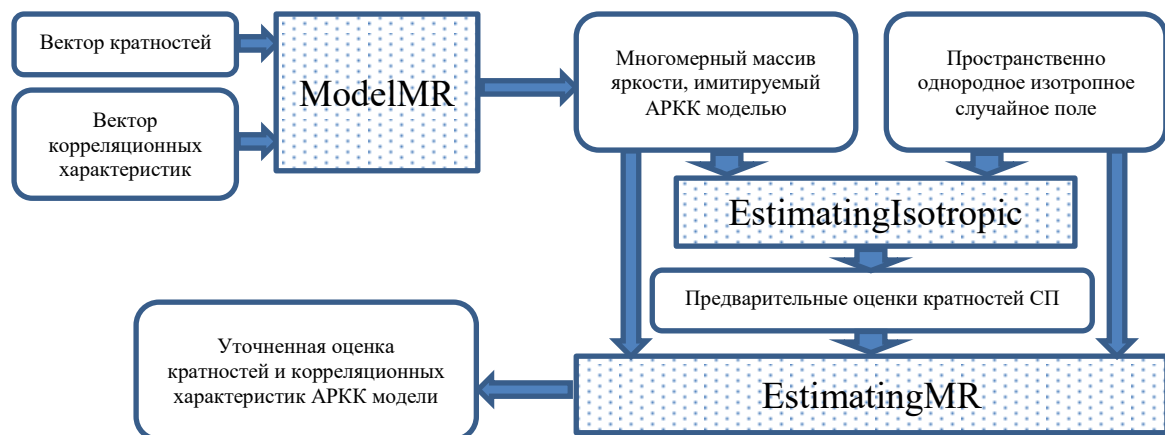 Вектор кратностей
Вектор
корреляционных
характеристик
ModelMR
Многомерный массив
яркости, имитируемый
АРКК моделью
Пространственно
однородное изотропное
случайное поле
EstimatingIsotropic
Предварительные оценки кратностей СП
Уточненная оценка
кратностей и корреляционных
характеристик АРКК модели
EstimatingMR